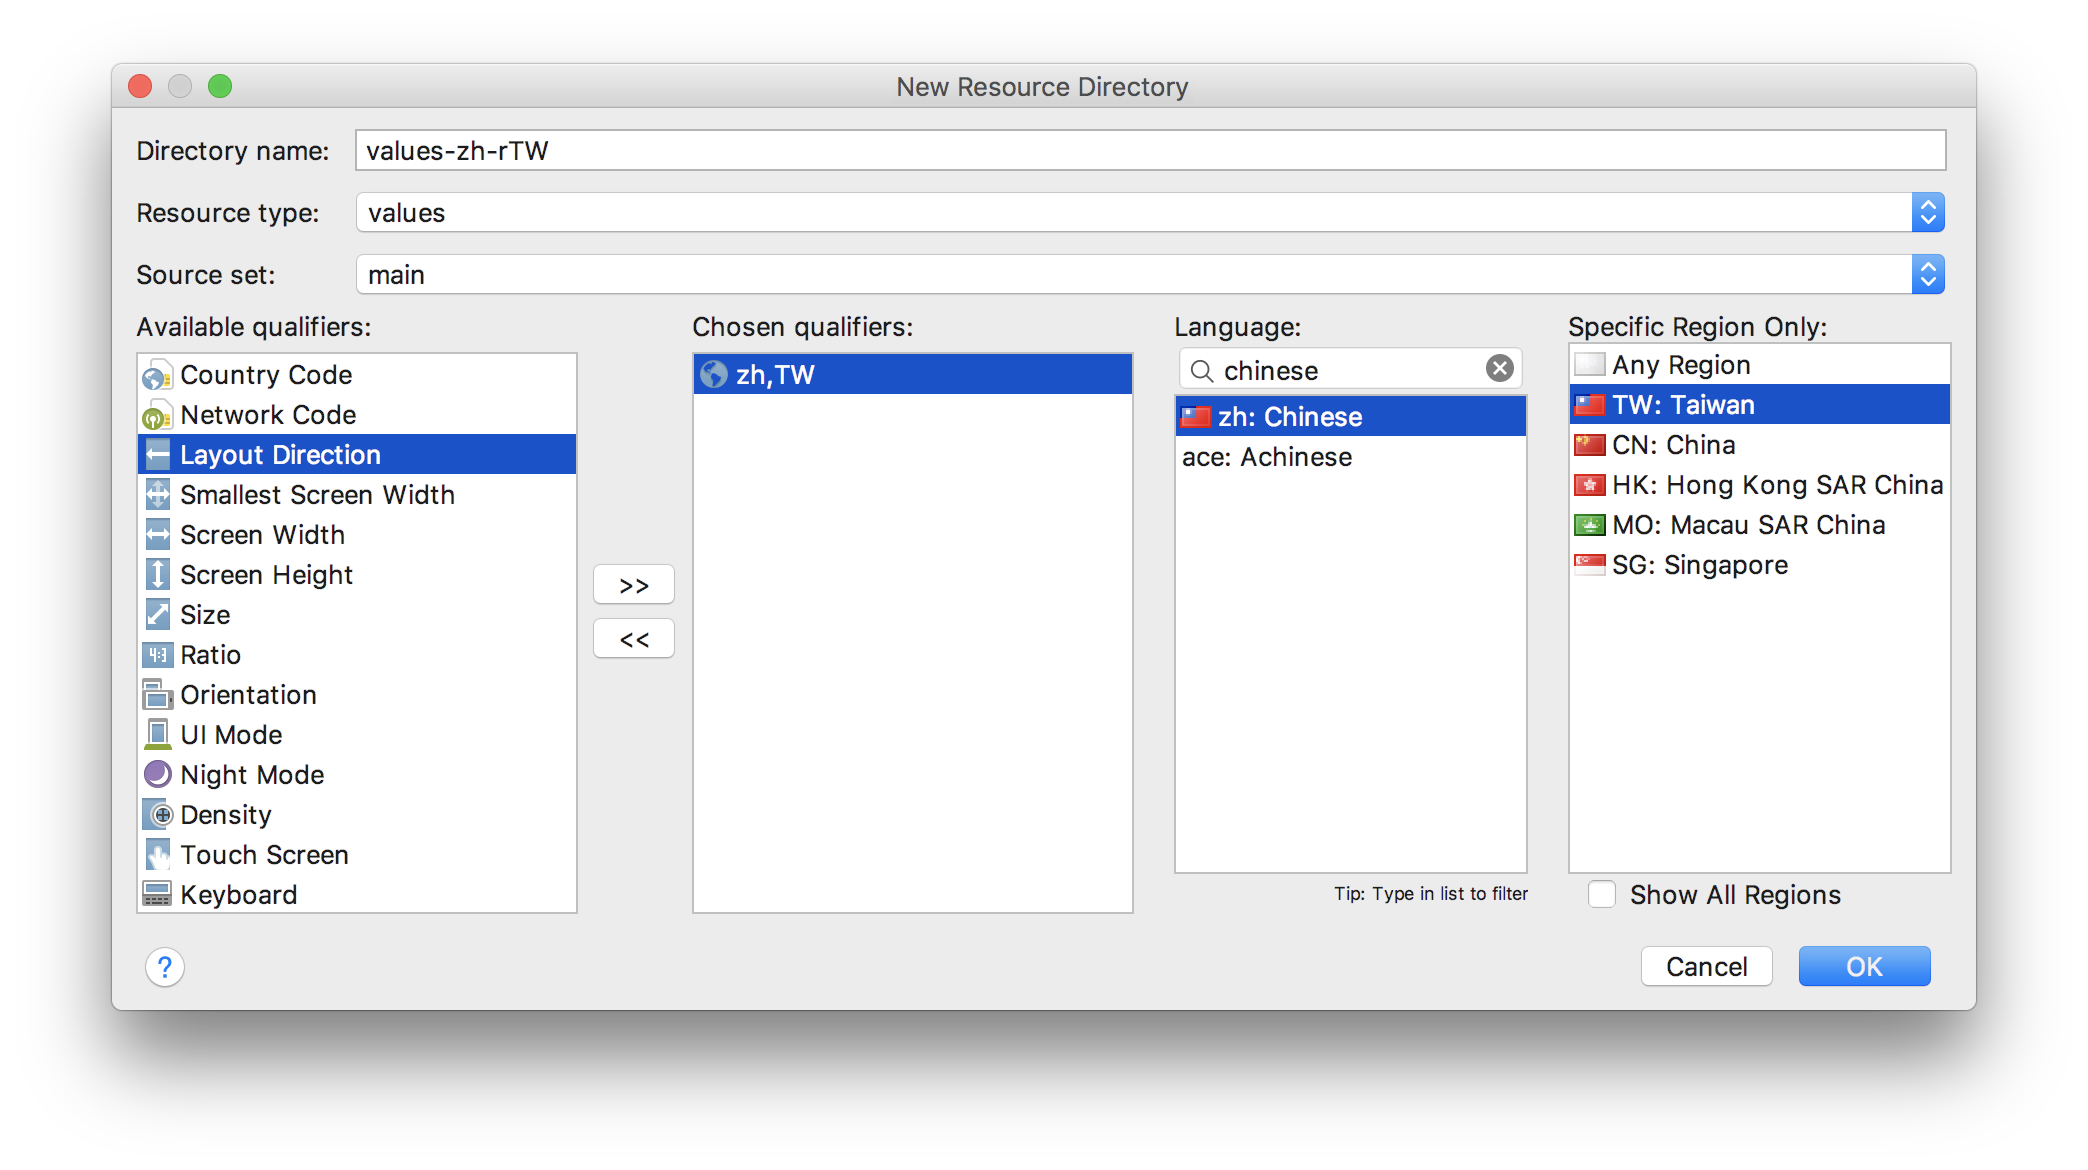 New Resource Directory
Directory name: values-zh-rTW
Resource type: values
Source set: main
Available qualifiers:
Country Code
Network Code
Layout Direction
Smallest Screen Width
Screen Width
Screen Height
Size
4:3 Ratio
Orientation
UI Mode
Night Mode
Density
Touch Screen
Keyboard
>>
<<
Chosen qualifiers:
zh,TW
Language:
chinese
zh: Chinese
ace: Achinese
Tip: Type in list to filter
Specific Region Only:
Any Region
TW: Taiwan
CN: China
HK: Hong Kong SAR China
MO: Macau SAR China
SG: Singapore
Show All Regions
?
Cancel
OK